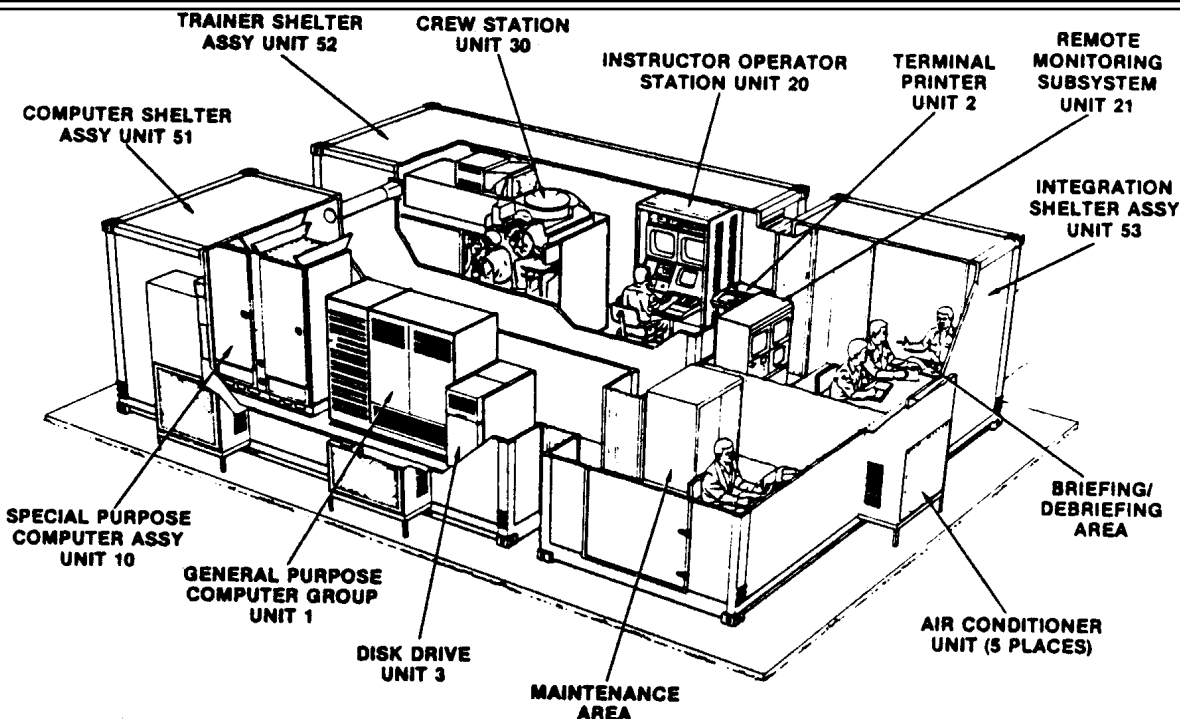 TRAINER SHELTER
ASSY UNIT 52
CREW STATION
UNIT 30
INSTRUCTOR OPERATOR
STATION UNIT 20
TERMINAL
PRINTER
UNIT 2
REMOTE
MONITORING
SUBSYSTEM
UNIT 21
COMPUTER SHELTER
ASSY UNIT 51
INTEGRATION
SHELTER ASSY
UNIT 53
SPECIAL PURPOSE
COMPUTER ASSY
UNIT 10
GENERAL PURPOSE
COMPUTER GROUP
UNIT 1
DISK DRIVE
UNIT 3
MAINTENANCE
AREA
AIR CONDITIONER
UNIT (5 PLACES)
BRIEFING/
DEBRIEFING
AREA